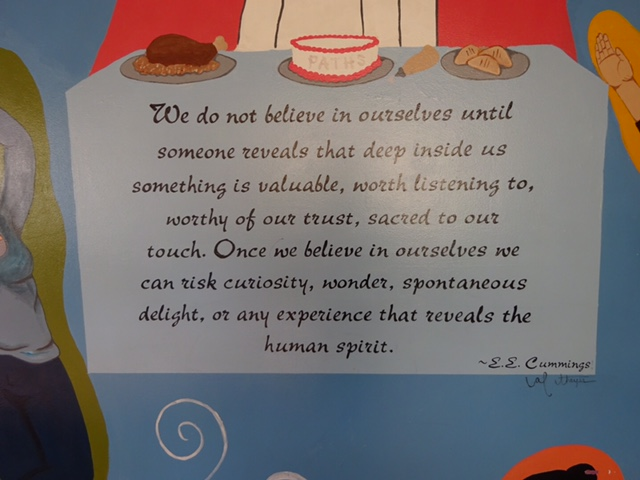 PATHS
We do not believe in ourselves until
someone reveals that deep inside us
something is valuable, worth listening to,
worthy of our trust, sacred to our
touch. Once we believe in ourselves we
can risk curiosity, wonder, spontaneous
delight, or any experience that reveals the
human spirit.
~E.E. Cummings